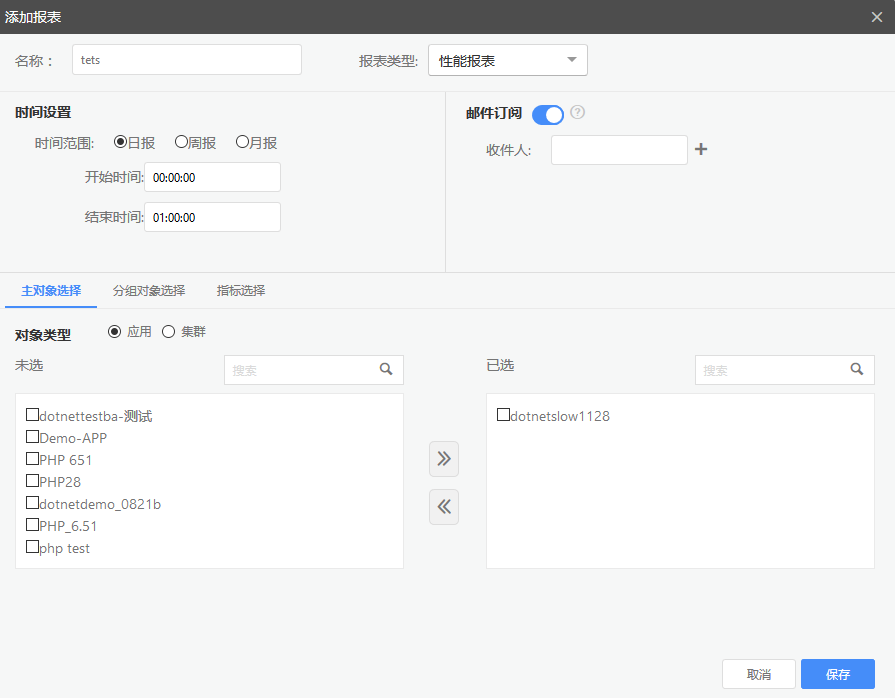 添加报表
名称： tets 报表类型: 性能报表
时间设置 邮件订阅 ?
时间范围: 日报 周报 月报 收件人:
开始时间: 00:00:00
结束时间: 01:00:00
主对象选择 分组对象选择 指标选择
对象类型 应用 集群
未选 搜索 已选 搜索
dotnettestba-测试 dotnetslow1128
Demo-APP
PHP 651
PHP28
dotnetdemo_0821b
PHP_6.51
php test
取消 保存